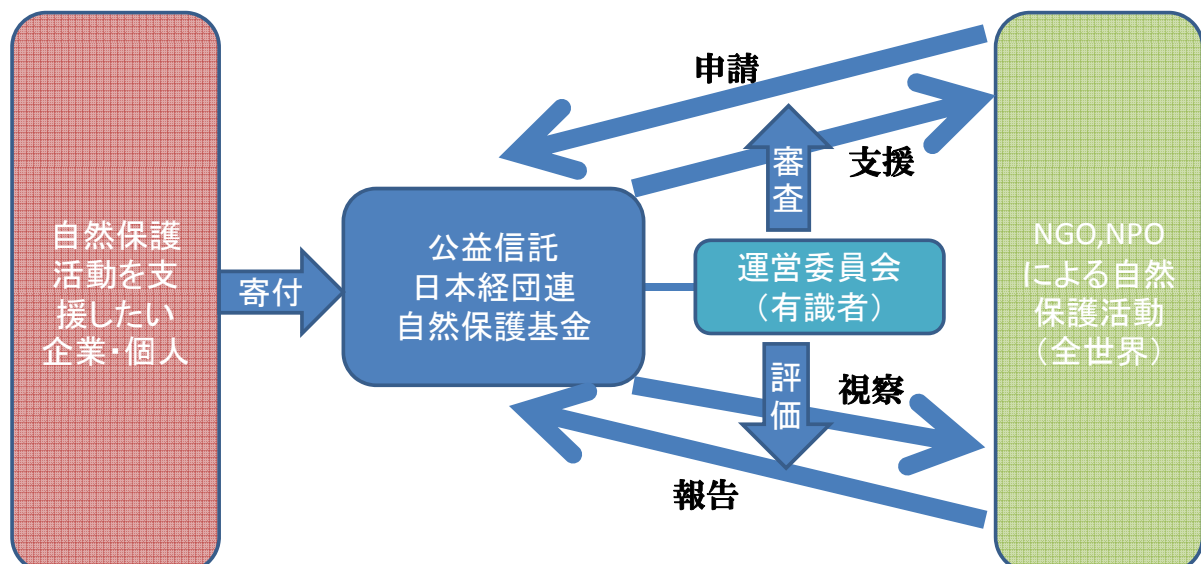 自然保護
活動を支
援したい
企業・個人
寄付
公益信託
日本経団連
自然保護基金
申請
支援
審査
運営委員会
（有識者）
評価
視察
報告
NGO,NPO
による自然
保護活動
（全世界）